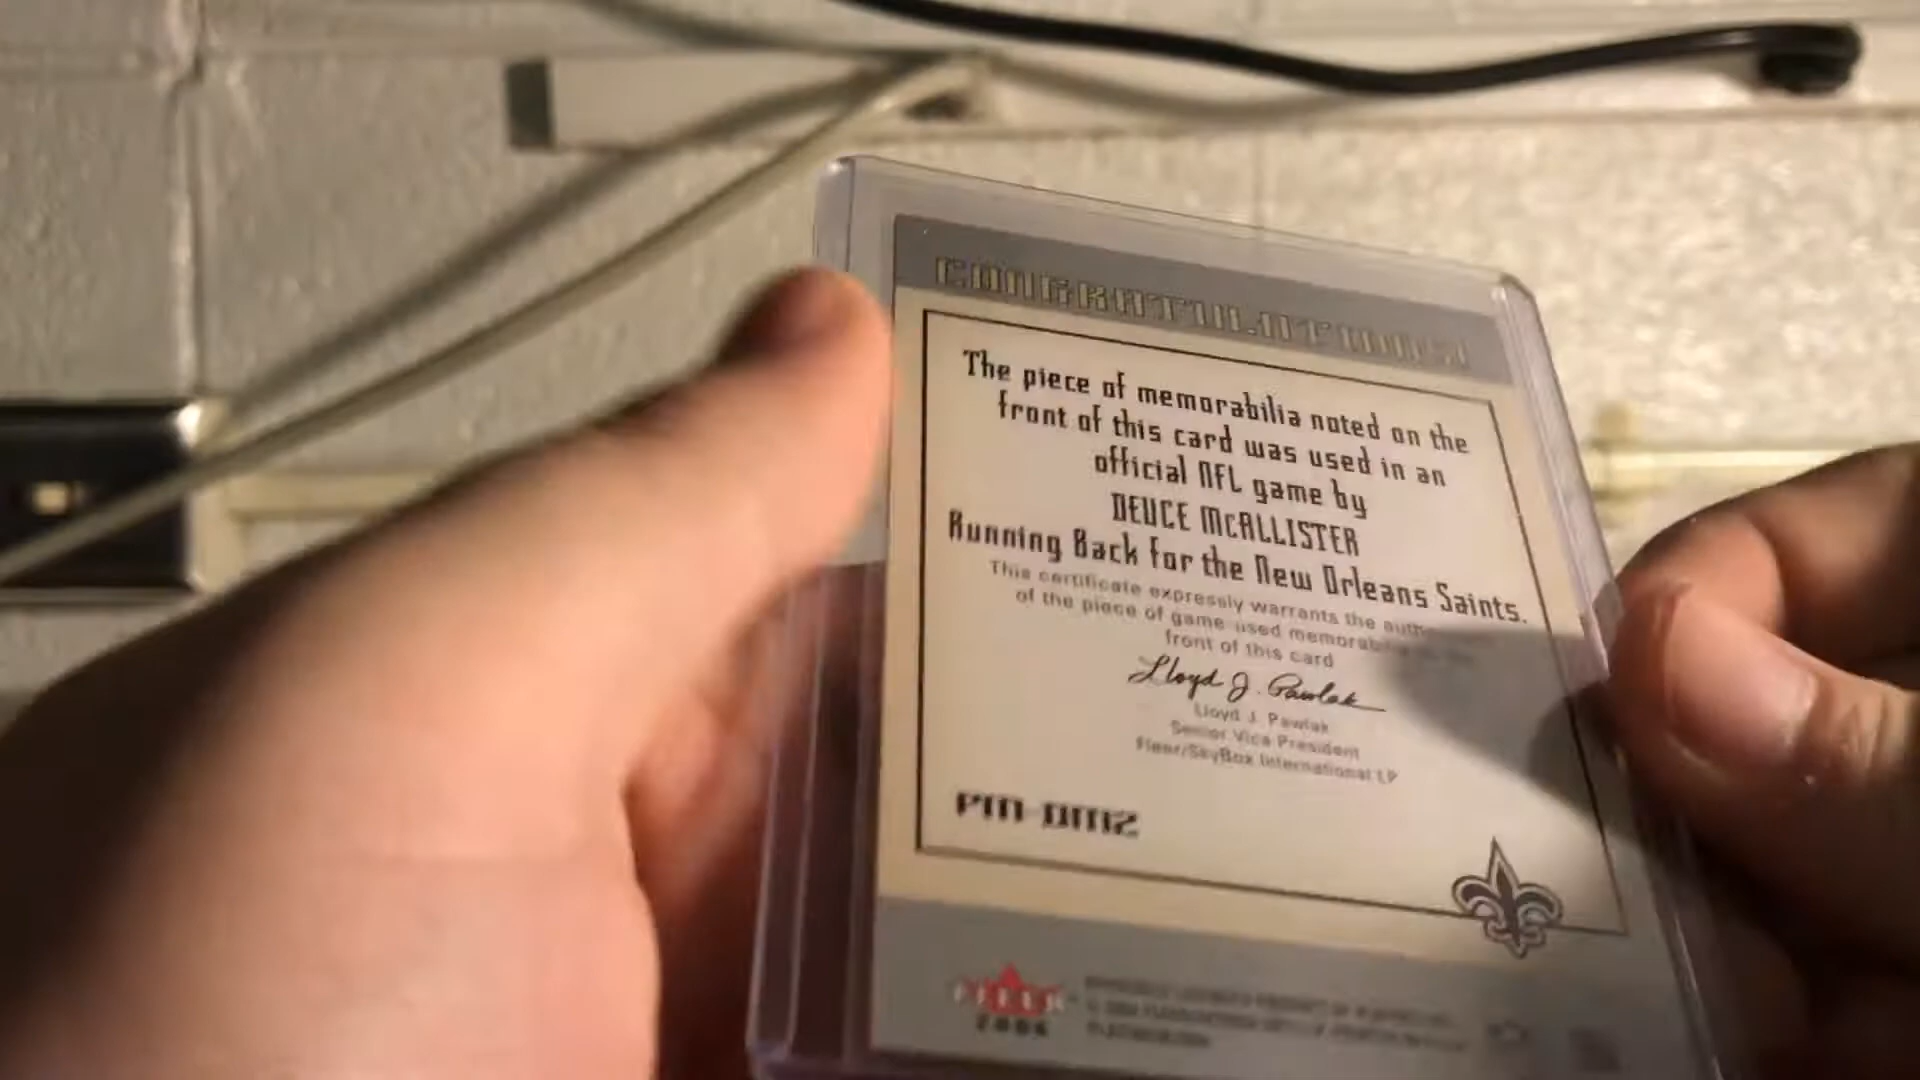 CONGRATULATIONS!
The piece of memorabilia noted on the
front of this card was used in an
official NFL game by
DEUCE McALLISTER
Running Back for the New Orleans Saints.
This certificate expressly warrants the
of the piece of game-used
front of this card
Lloyd J. Pawlak
Lloyd J. Pawlak
Senior Vice President
Fleer/SkyBox International LP
PM-DM2
FLEER